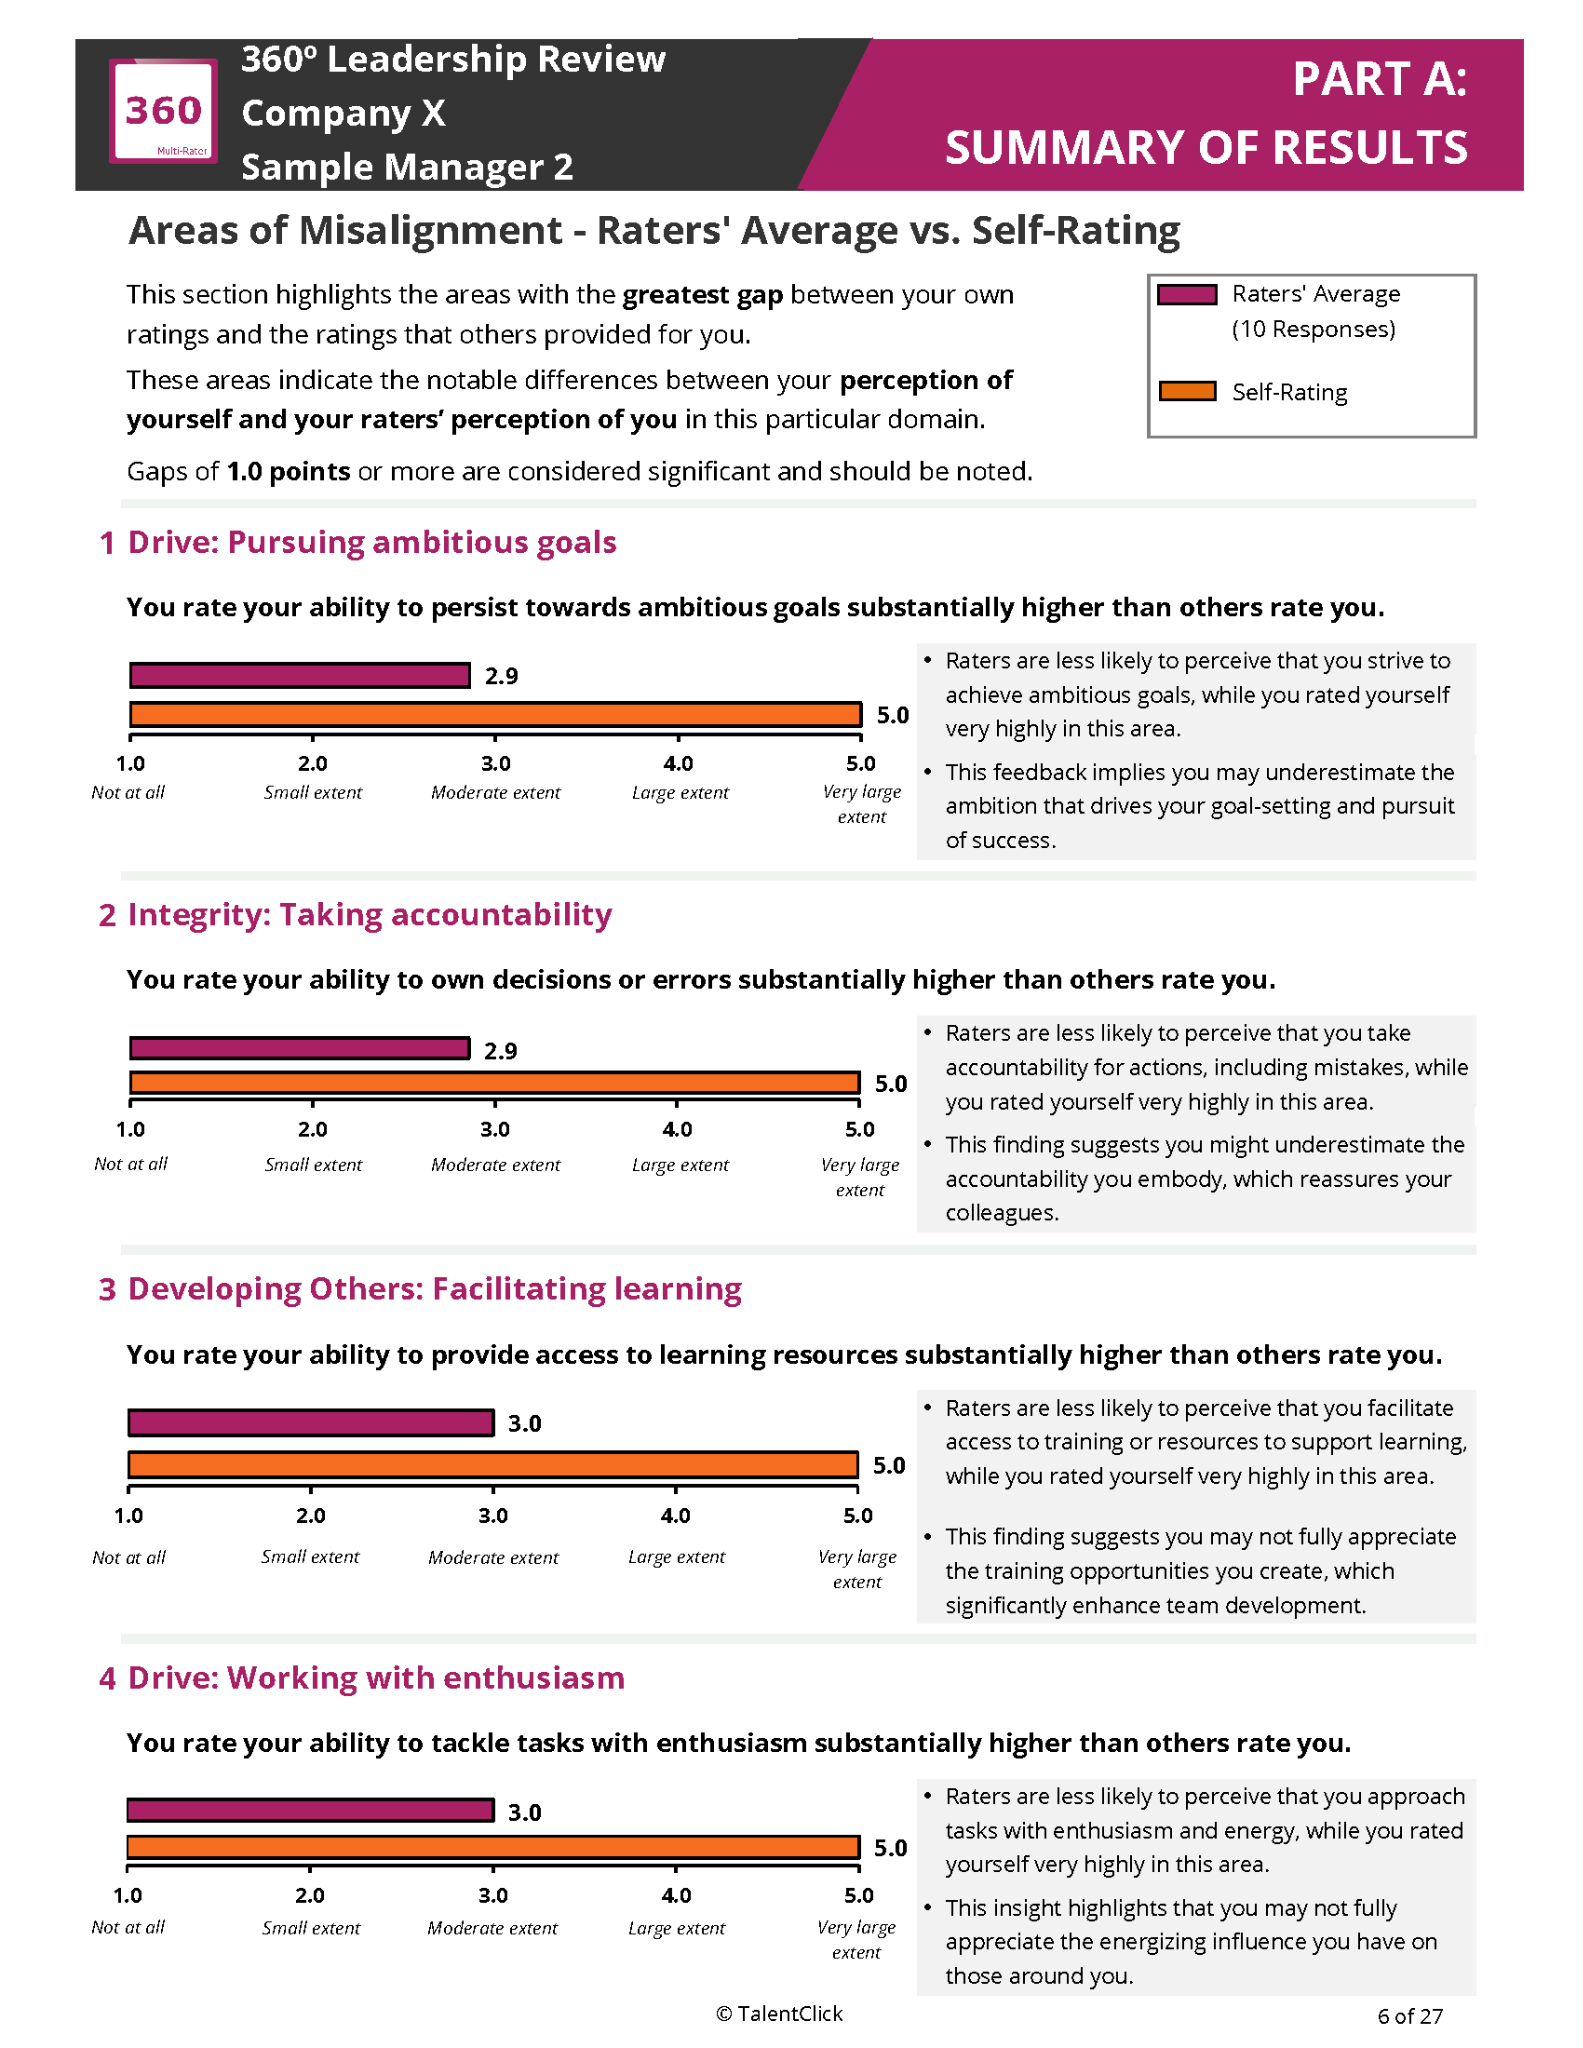 360
Multi-Rater
360º Leadership Review
Company X
Sample Manager 2
PART A:
SUMMARY OF RESULTS
Areas of Misalignment - Raters' Average vs. Self-Rating
This section highlights the areas with the greatest gap between your own
ratings and the ratings that others provided for you.
These areas indicate the notable differences between your perception of
yourself and your raters’ perception of you in this particular domain.
Gaps of 1.0 points or more are considered significant and should be noted.
Raters' Average
(10 Responses)
Self-Rating
1 Drive: Pursuing ambitious goals
You rate your ability to persist towards ambitious goals substantially higher than others rate you.
2.9
5.0
1.0 2.0 3.0 4.0 5.0
Not at all Small extent Moderate extent Large extent Very large
extent
• Raters are less likely to perceive that you strive to
achieve ambitious goals, while you rated yourself
very highly in this area.
• This feedback implies you may underestimate the
ambition that drives your goal-setting and pursuit
of success.
2 Integrity: Taking accountability
You rate your ability to own decisions or errors substantially higher than others rate you.
2.9
5.0
1.0 2.0 3.0 4.0 5.0
Not at all Small extent Moderate extent Large extent Very large
extent
• Raters are less likely to perceive that you take
accountability for actions, including mistakes, while
you rated yourself very highly in this area.
• This finding suggests you might underestimate the
accountability you embody, which reassures your
colleagues.
3 Developing Others: Facilitating learning
You rate your ability to provide access to learning resources substantially higher than others rate you.
3.0
5.0
1.0 2.0 3.0 4.0 5.0
Not at all Small extent Moderate extent Large extent Very large
extent
• Raters are less likely to perceive that you facilitate
access to training or resources to support learning,
while you rated yourself very highly in this area.
• This finding suggests you may not fully appreciate
the training opportunities you create, which
significantly enhance team development.
4 Drive: Working with enthusiasm
You rate your ability to tackle tasks with enthusiasm substantially higher than others rate you.
3.0
5.0
1.0 2.0 3.0 4.0 5.0
Not at all Small extent Moderate extent Large extent Very large
extent
• Raters are less likely to perceive that you approach
tasks with enthusiasm and energy, while you rated
yourself very highly in this area.
• This insight highlights that you may not fully
appreciate the energizing influence you have on
those around you.
© TalentClick
6 of 27